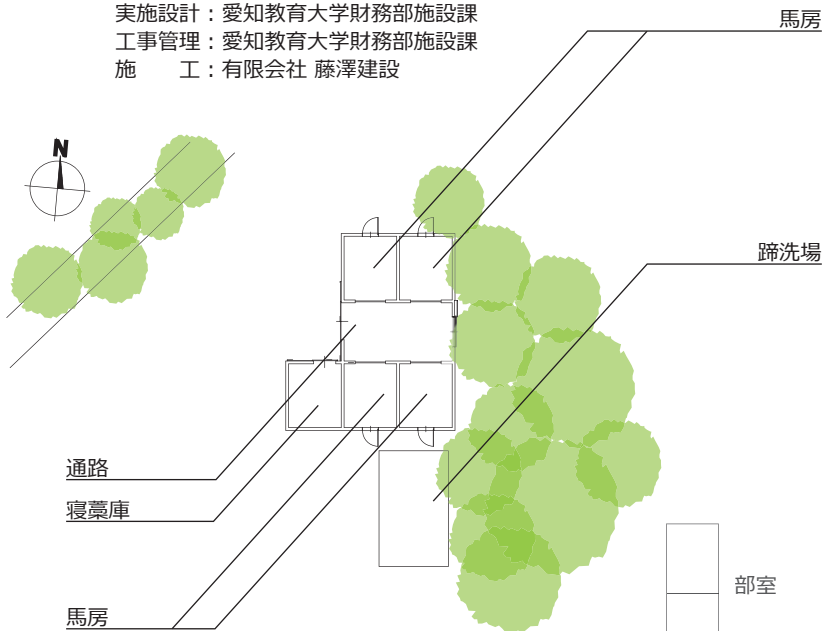 実施設計：愛知教育大学財務部施設課
工事管理：愛知教育大学財務部施設課
施　　工：有限会社 藤澤建設
馬房
N
蹄洗場
通路
寝藁庫
部室
馬房